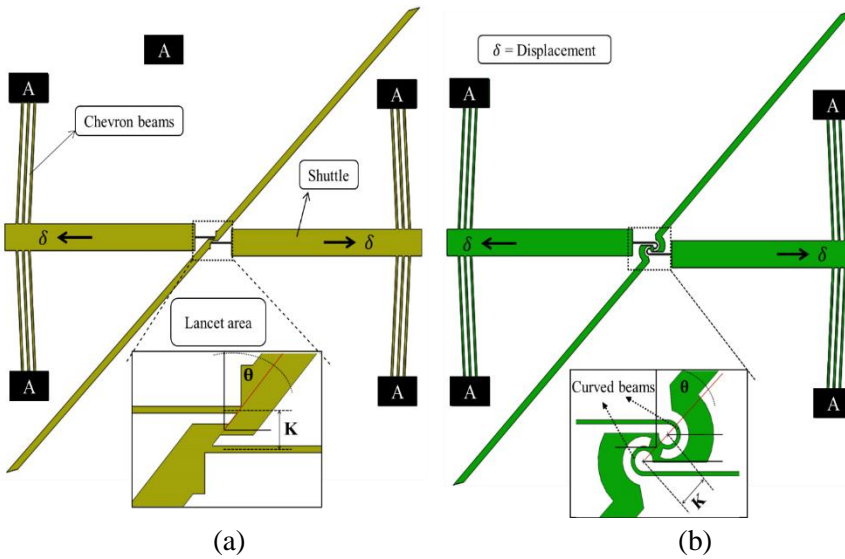 A
A
A
Chevron beams
Shuttle
δ
δ
Lancet area
θ
K
A
A
(a)
δ = Displacement
A
A
δ
δ
Curved beams
θ
K
A
A
(b)